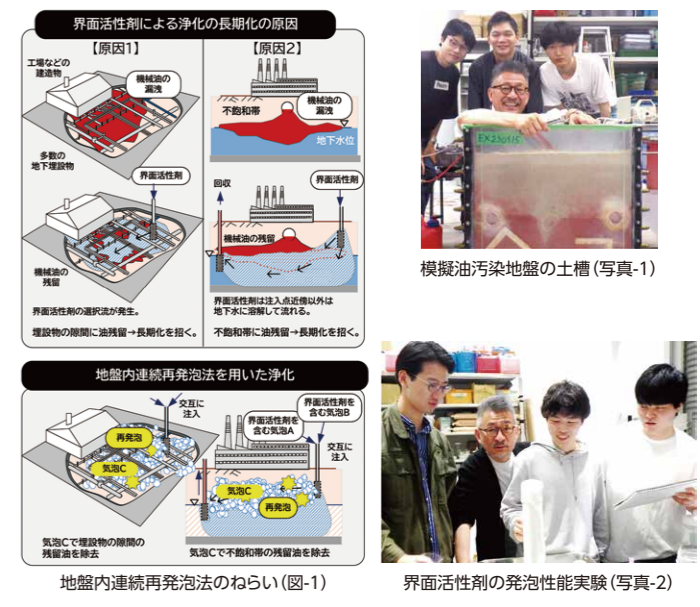 界面活性剤による浄化の長期化の原因
【原因1】
工場などの
建造物
機械油の
漏洩
多数の
地下埋設物
界面活性剤
機械油の
残留
界面活性剤の選択流が発生。
埋設物の隙間に油残留→長期化を招く。
【原因2】
不飽和帯
機械油の
漏洩
地下水位
回収
界面活性剤
機械油の残留
界面活性剤は注入点近傍以外は
地下水に溶解して流れる。
不飽和帯に油残留→長期化を招く。
EX230515
模擬油汚染地盤の土槽(写真-1)
地盤内連続再発泡法を用いた浄化
交互に
注入
再発泡
気泡C
気泡Cで埋設物の隙間の
残留油を除去
界面活性剤を
含む気泡A
界面活性剤を
含む気泡B
交互に
注入
気泡C
再発泡
気泡Cで不飽和帯の残留油を除去
地盤内連続再発泡法のねらい(図-1)
界面活性剤の発泡性能実験(写真-2)